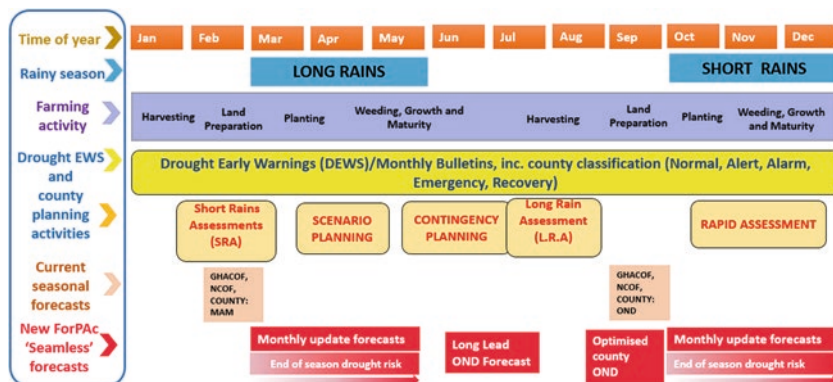 Time of year
Jan Feb Mar Apr May Jun Jul Aug Sep Oct Nov Dec
Rainy season
LONG RAINS
SHORT RAINS
Farming
activity
Harvesting
Land
Preparation
Planting
Weeding, Growth and
Maturity
Harvesting
Land
Preparation
Planting
Weeding, Growth
and Maturity
Drought EWS
and
county
planning
activities
Drought Early Warnings (DEWS)/Monthly Bulletins, inc. county classification (Normal, Alert, Alarm,
Emergency, Recovery)
Short Rains
Assessments
(SRA)
SCENARIO
PLANNING
CONTINGENCY
PLANNING
Long Rain
Assessment
(L.R.A)
RAPID ASSESSMENT
Current
seasonal
forecasts
GHACOF,
NCOF,
COUNTY:
MAM
GHACOF,
NCOF,
COUNTY:
OND
New ForPAc
‘Seamless’
forecasts
Monthly update forecasts
End of season drought risk
Long Lead
OND Forecast
Optimised
county
OND
Monthly update forecasts
End of season drought risk